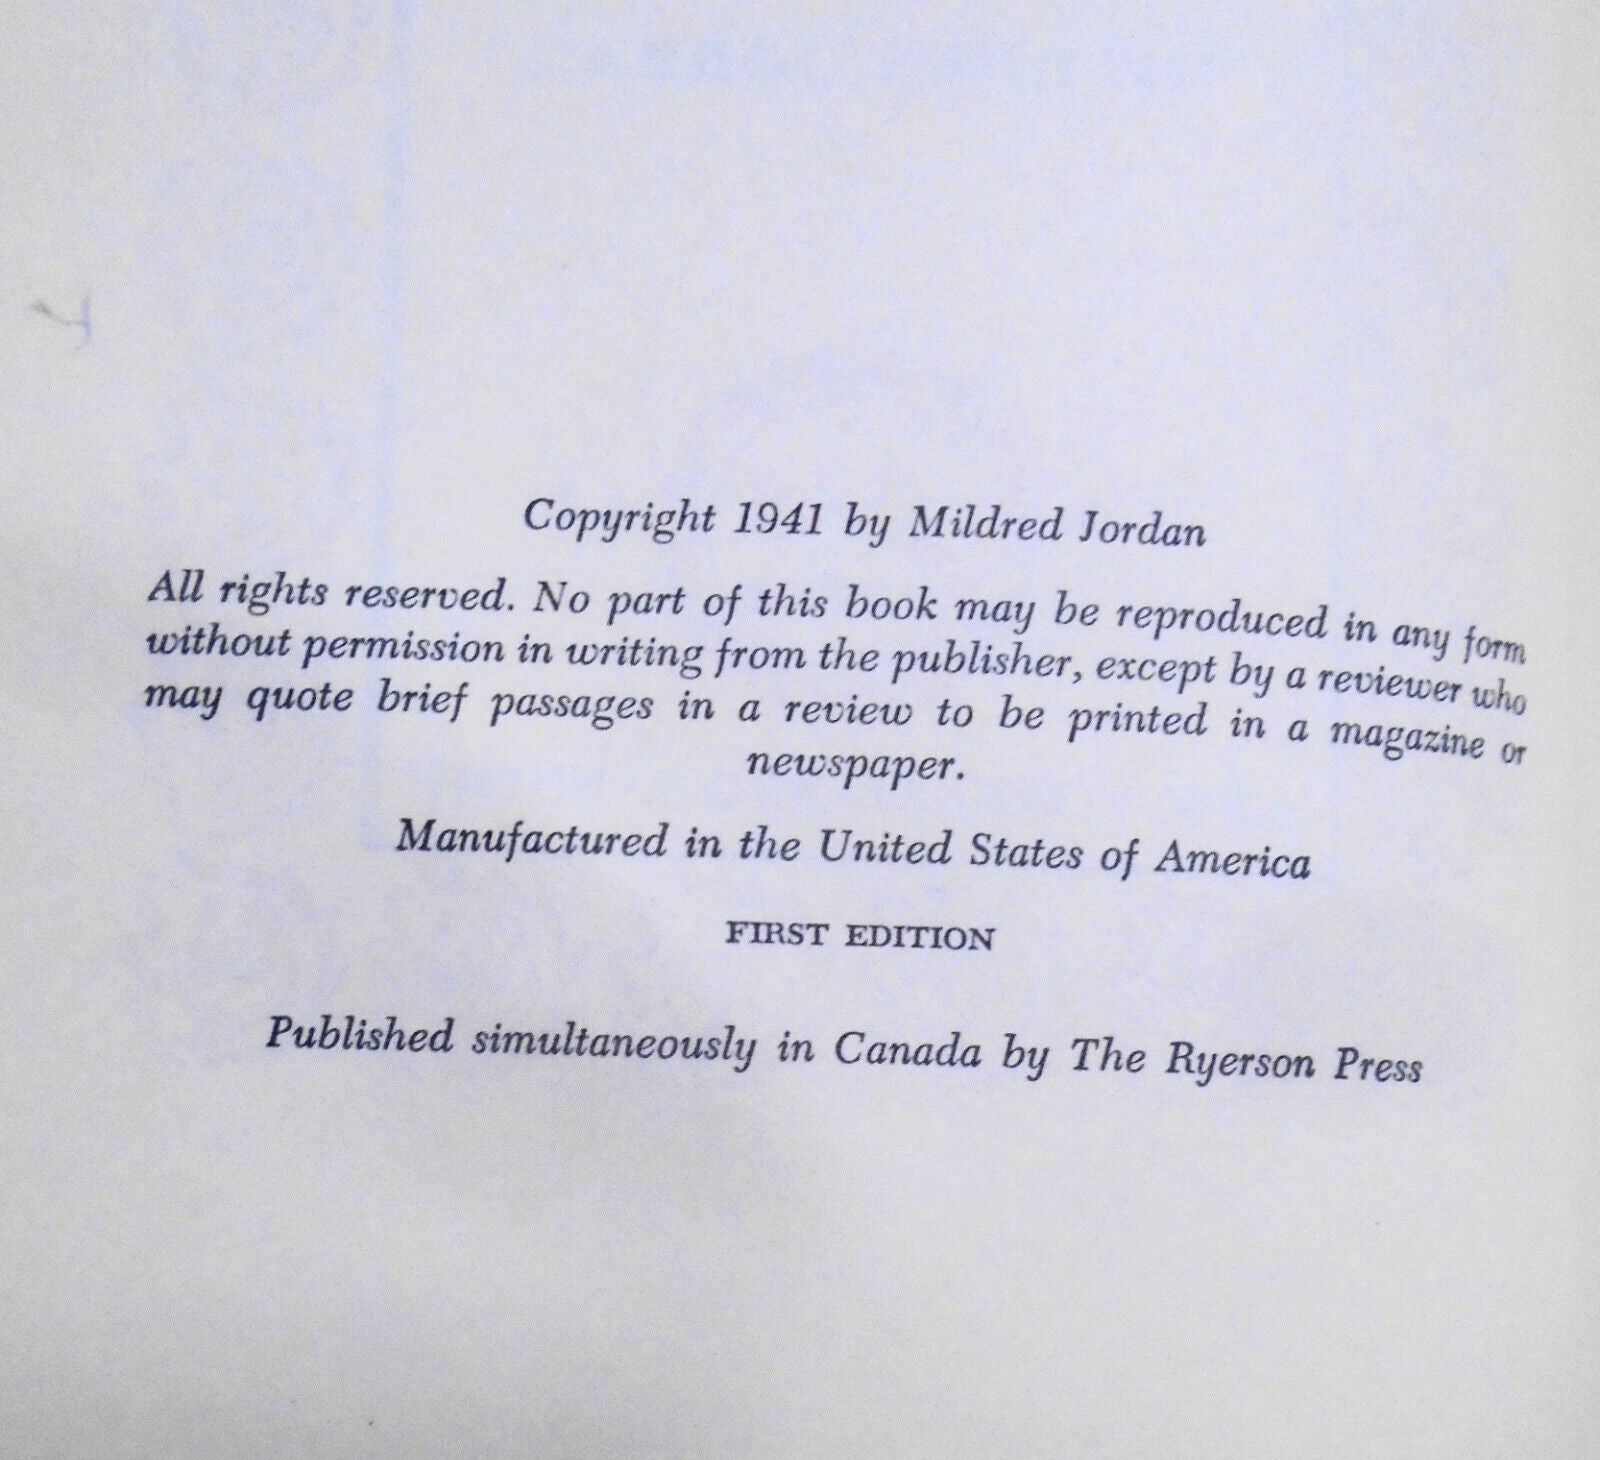 Copyright 1941 by Mildred Jordan
All rights reserved. No part of this book may be reproduced in any form
without permission in writing from the publisher, except by a reviewer who
may quote brief passages in a review to be printed in a magazine or
newspaper.
Manufactured in the United States of America
FIRST EDITION
Published simultaneously in Canada by The Ryerson Press